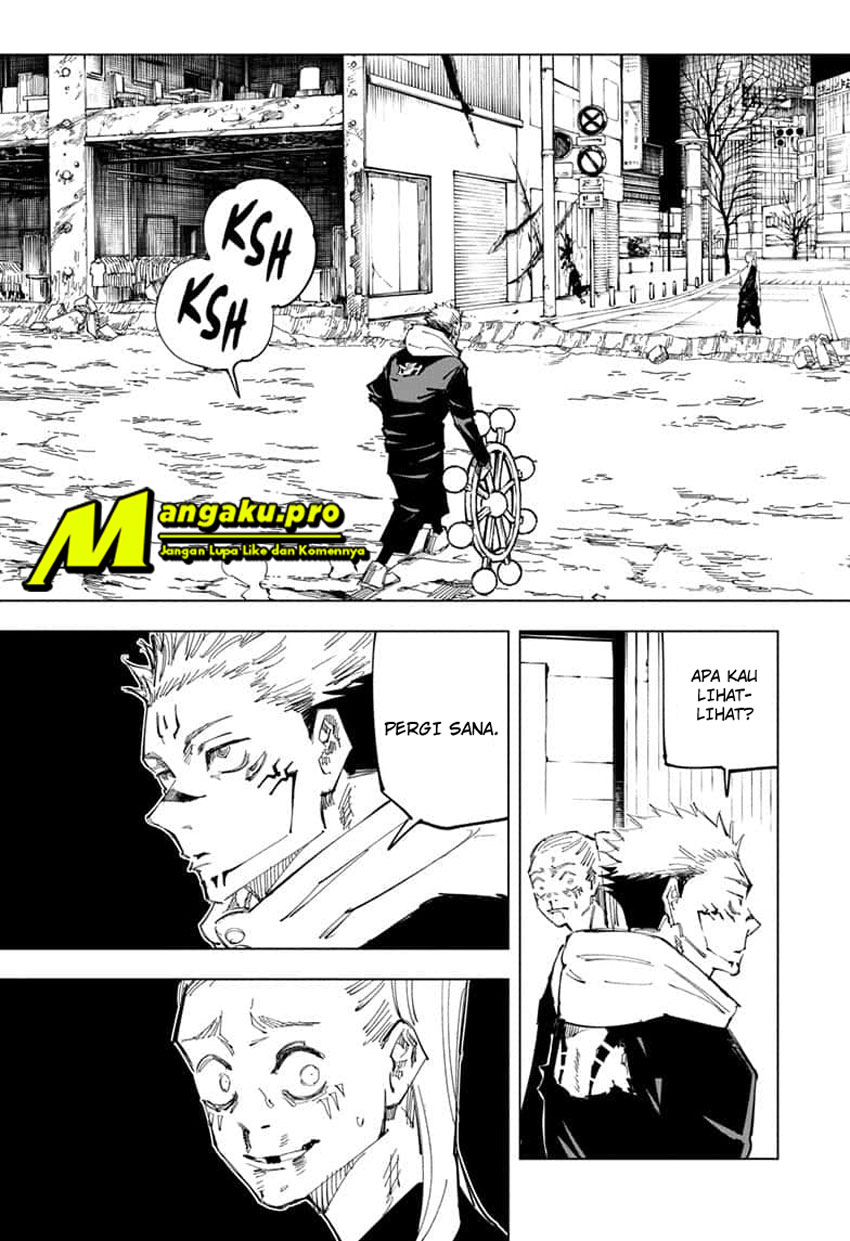 KSH
KSH
Mangaku.pro
Jangan Lupa Like dan Komennya
APA KAU
LIHAT-
LIHAT?
PERGI SANA.